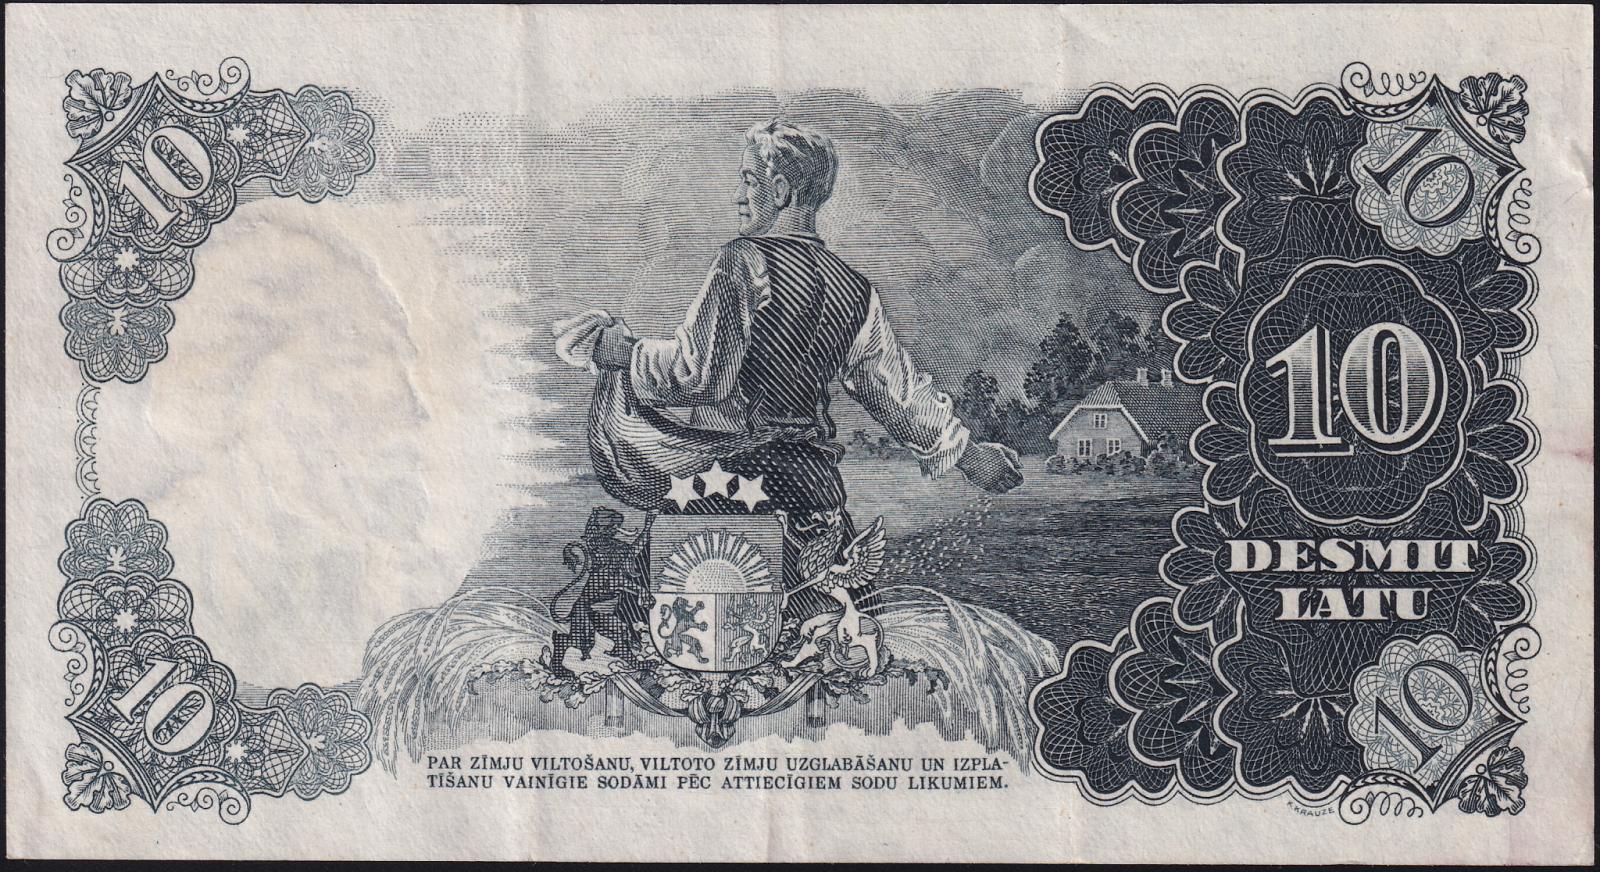 10
10
10
DESMIT
LATU
10
10
PAR ZĪMJU VILTOŠANU, VILTOTO ZĪMJU UZGLABĀŠANU UN IZPLA-
TĪŠANU VAINĪGIE SODĀMI PĒC ATTIECĪGIEM SODU LIKUMIEM.
K. KRAUZE